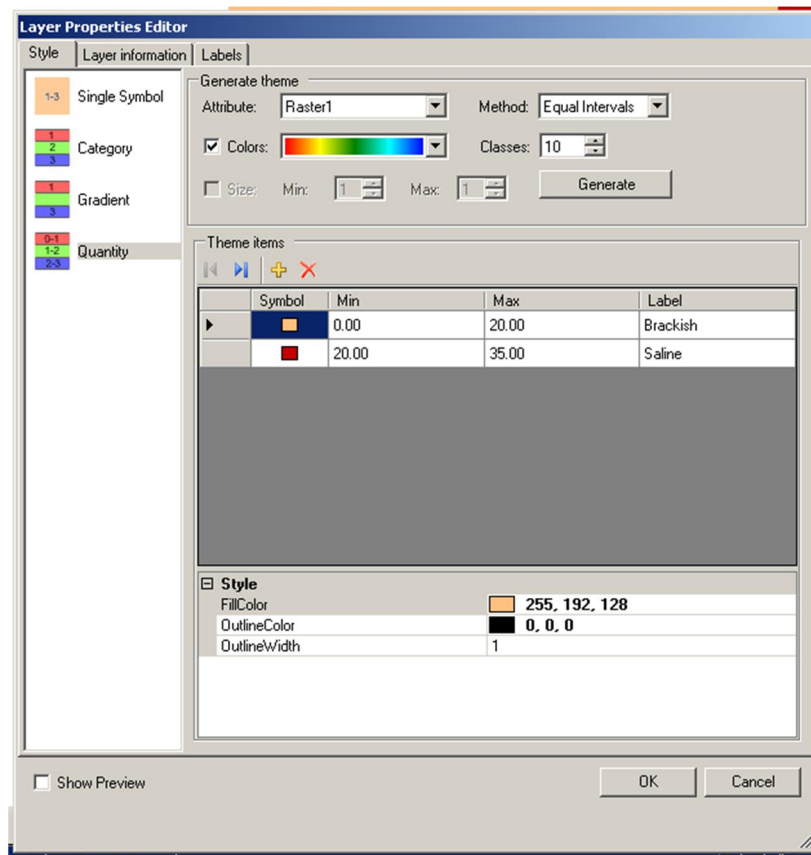 Layer Properties Editor
Style Layer information Labels
1-3 Single Symbol
1 2 3 Category
1 3 Gradient
0-1 1-2 2-3 Quantity
Generate theme
Attribute: Raster1 Method: Equal Intervals
Colors: Classes: 10
Size: Min: 1 Max: 1 Generate
Theme items
Symbol Min Max Label
0.00 20.00 Brackish
20.00 35.00 Saline
Style
FillColor 255, 192, 128
OutlineColor 0, 0, 0
OutlineWidth 1
Show Preview OK Cancel